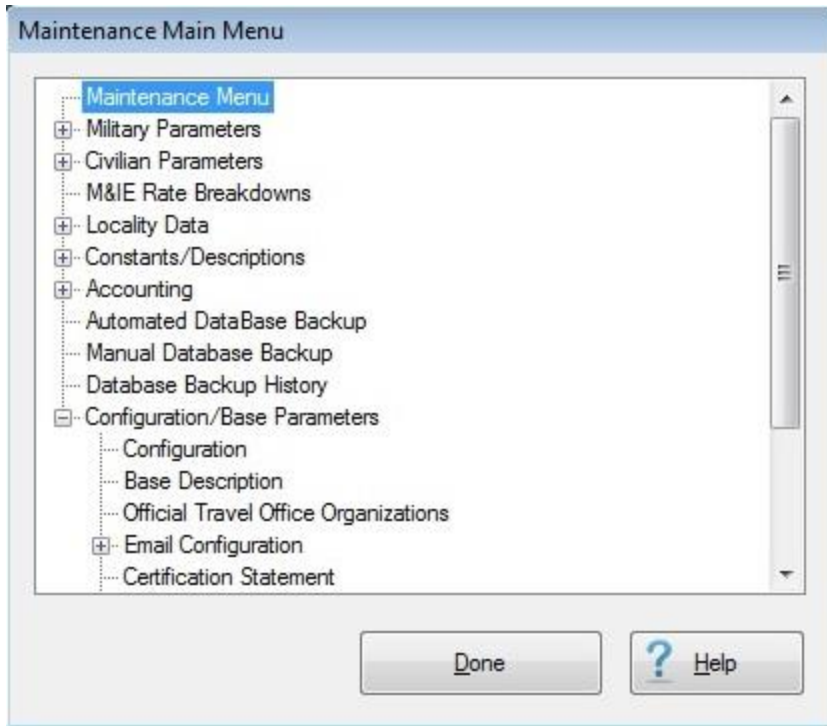 Maintenance Main Menu
Maintenance Menu
Military Parameters
Civilian Parameters
M&IE Rate Breakdowns
Locality Data
Constants/Descriptions
Accounting
Automated DataBase Backup
Manual Database Backup
Database Backup History
Configuration/Base Parameters
Configuration
Base Description
Official Travel Office Organizations
Email Configuration
Certification Statement
Done
? Help